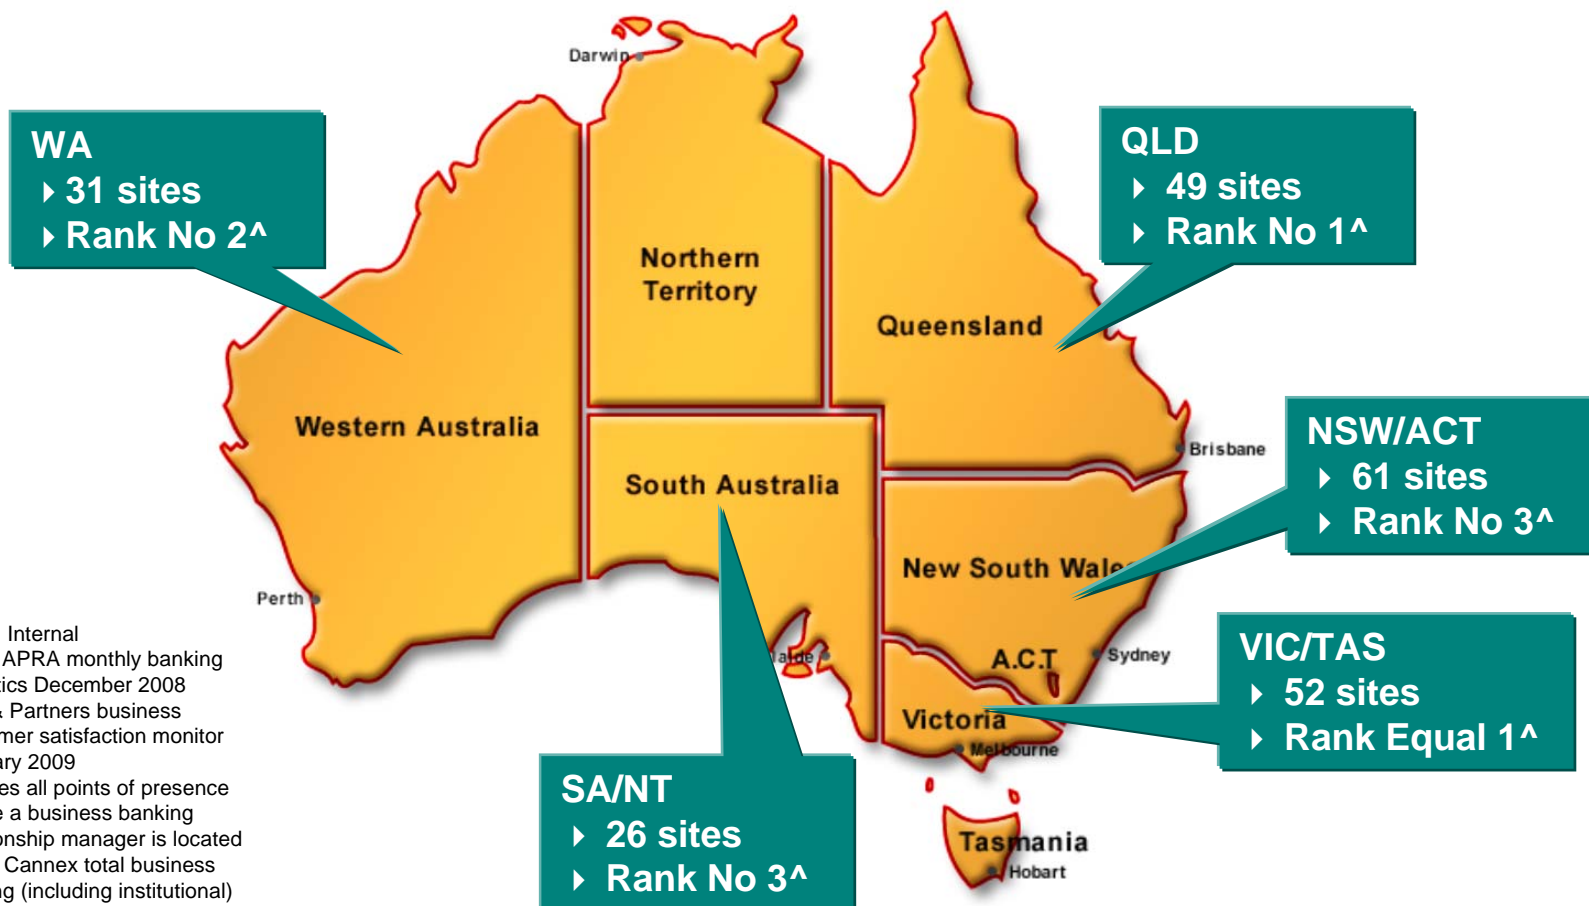 Darwin
WA
31 sites
Rank No 2^
QLD
49 sites
Rank No 1^
Northern
Territory
Queensland
Western Australia
NSW/ACT
61 sites
Rank No 3^
Brisbane
South Australia
New South Wales
Perth
Internal
APRA monthly banking
tics December 2008
& Partners business
mer satisfaction monitor
ary 2009
es all points of presence
e a business banking
onship manager is located
Cannex total business
ng (including institutional)
laide
A.C.T
Sydney
VIC/TAS
52 sites
Rank Equal 1^
Victoria
Melbourne
SA/NT
26 sites
Rank No 3^
Tasmania
Hobart